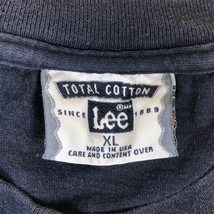 TOTAL COTTON
SINCE Lee ® 1889
XL
MADE IN USA
CARE AND CONTENT OVER